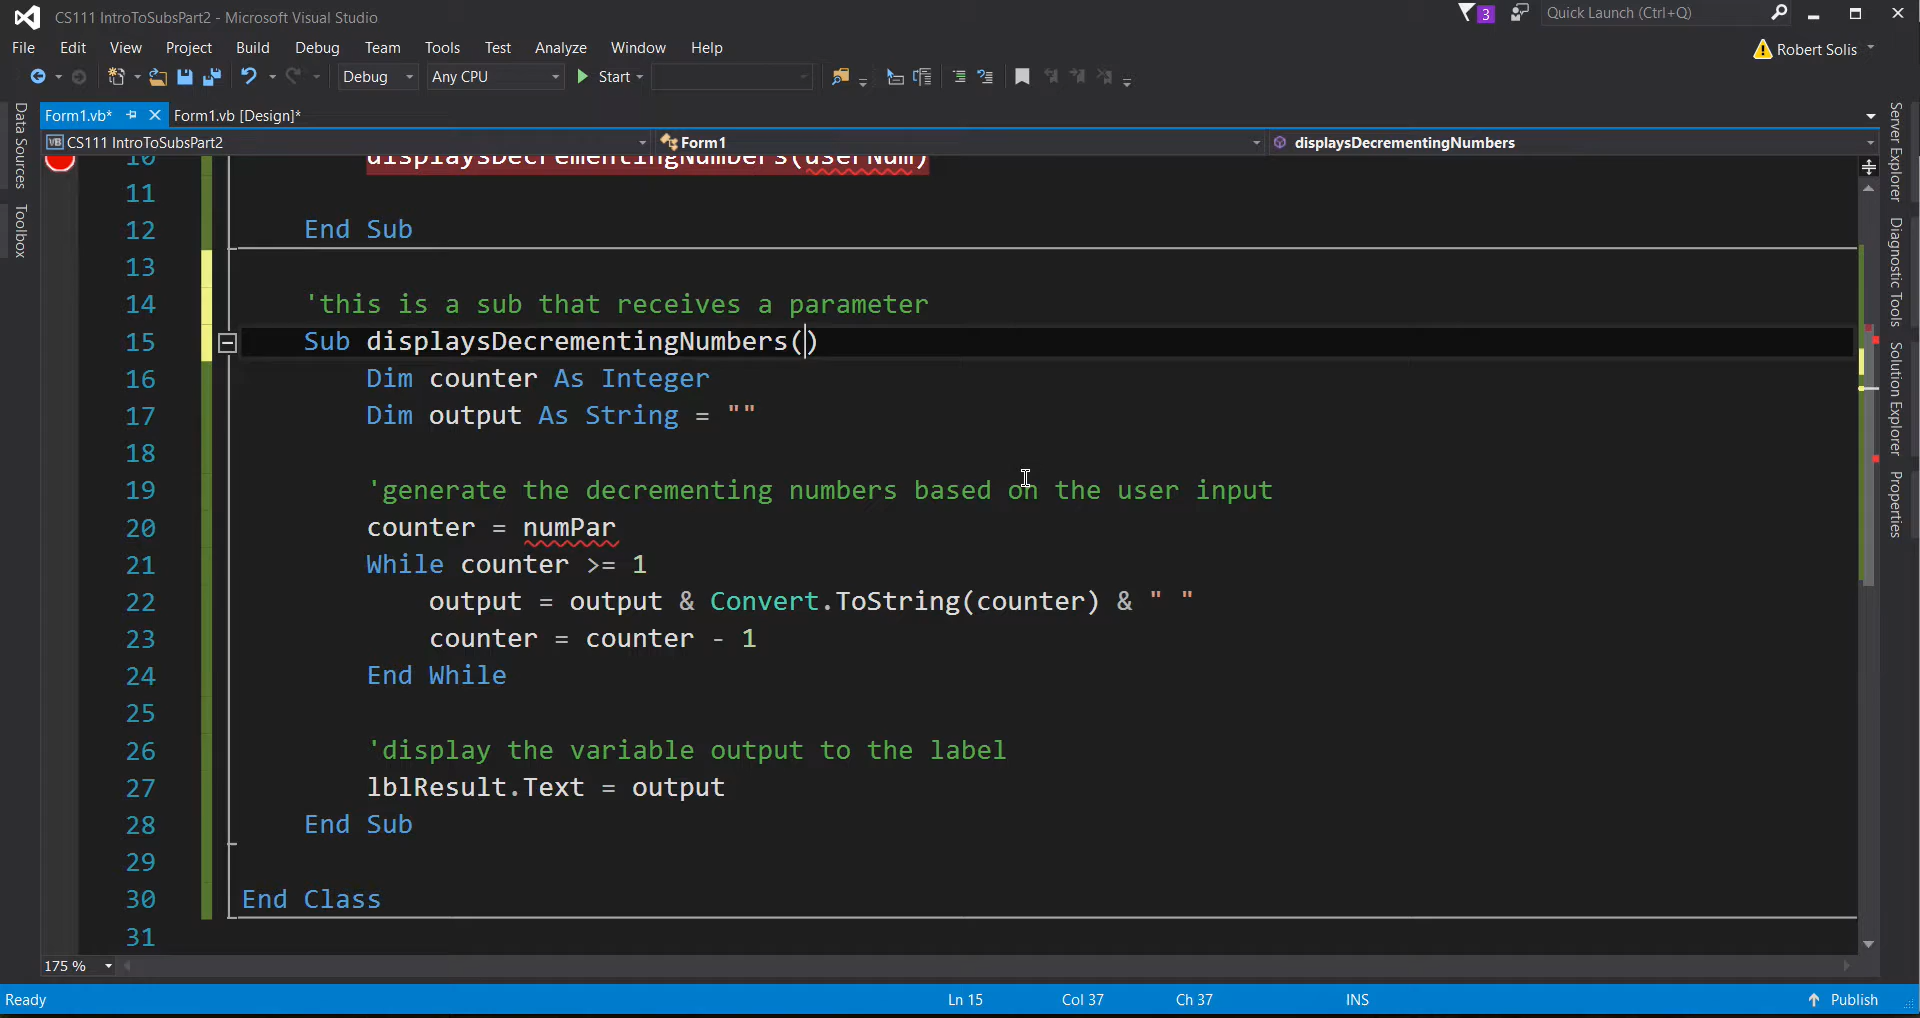 CS111 IntroToSubsPart2 - Microsoft Visual Studio
3
Quick Launch (Ctrl+Q)
File Edit View Project Build Debug Team Tools Test Analyze Window Help
Robert Solis
Debug Any CPU Start
Form1.vb* Form1.vb [Design]*
VB CS111 IntroToSubsPart2 Form1 displaysDecrementingNumbers
Data Sources
Toolbox
Server Explorer
Diagnostic Tools
Solution Explorer
Properties
10 displaysDecrementingNumbers(userNum)
11
12 End Sub
13
14 'this is a sub that receives a parameter
15 Sub displaysDecrementingNumbers()
16 Dim counter As Integer
17 Dim output As String = ""
18
19 'generate the decrementing numbers based on the user input
20 counter = numPar
21 While counter >= 1
22 output = output & Convert.ToString(counter) & " "
23 counter = counter - 1
24 End While
25
26 'display the variable output to the label
27 lblResult.Text = output
28 End Sub
29
30 End Class
31
175 %
Ready Ln 15 Col 37 Ch 37 INS Publish